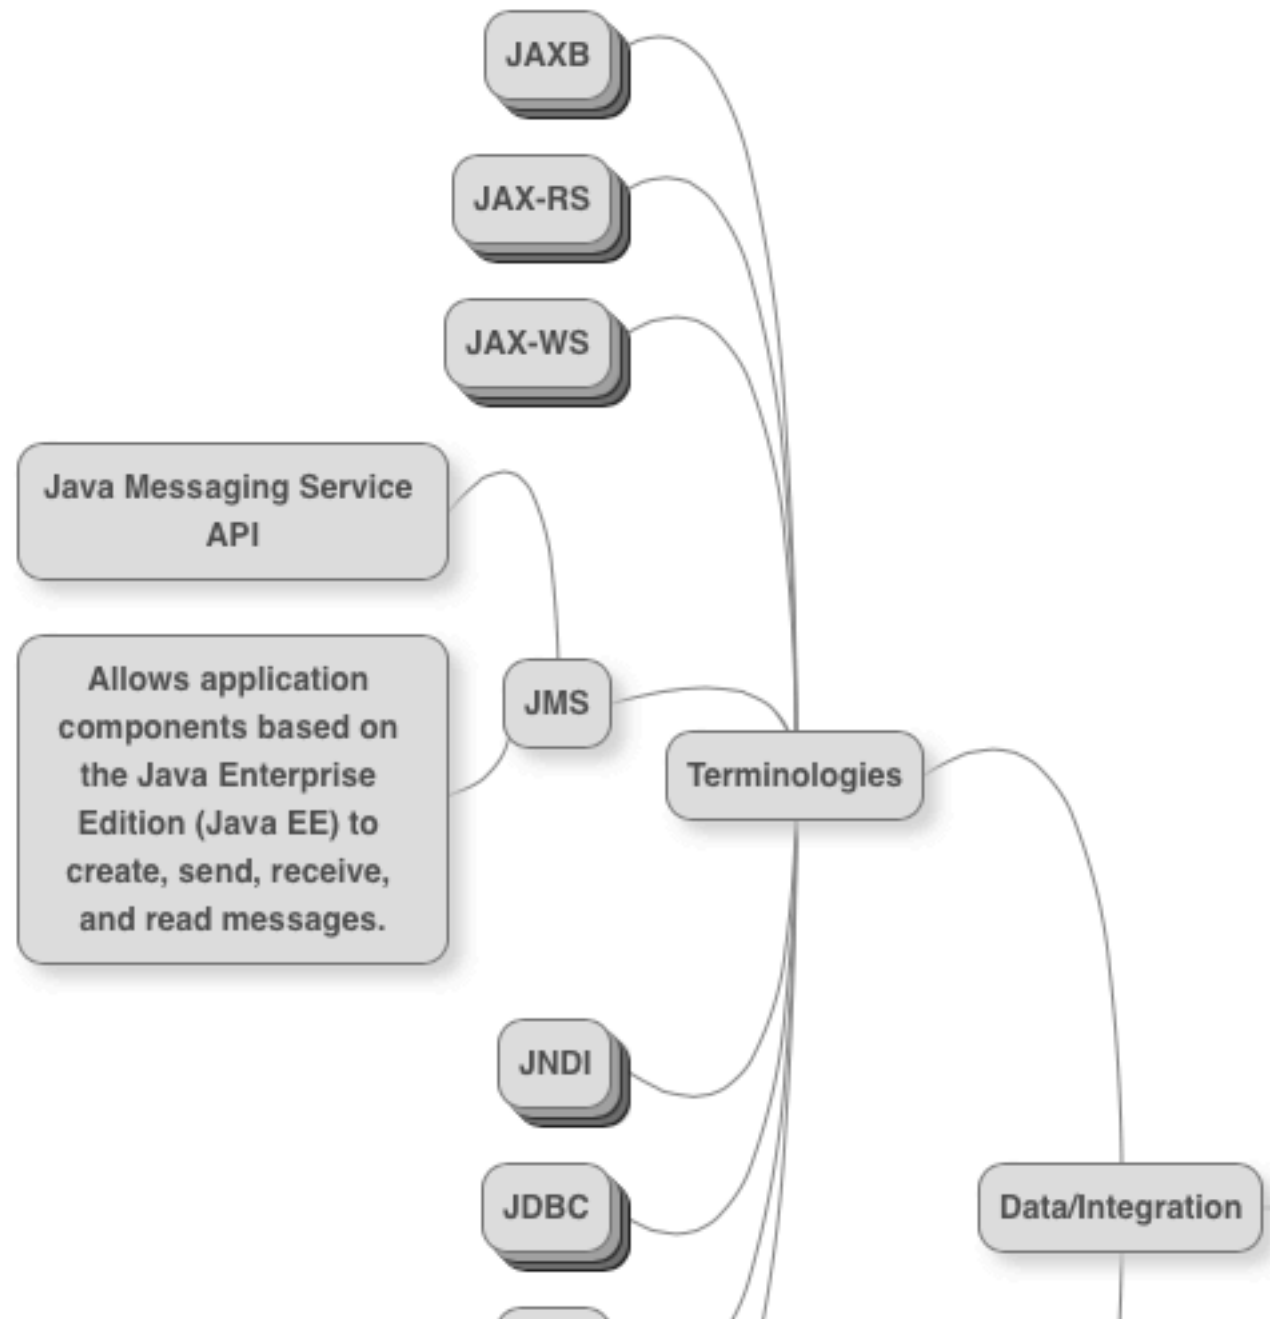 JAXB
JAX-RS
JAX-WS
Java Messaging Service
API
Allows application
components based on
the Java Enterprise
Edition (Java EE) to
create, send, receive,
and read messages.
JMS
Terminologies
JNDI
JDBC
Data/Integration